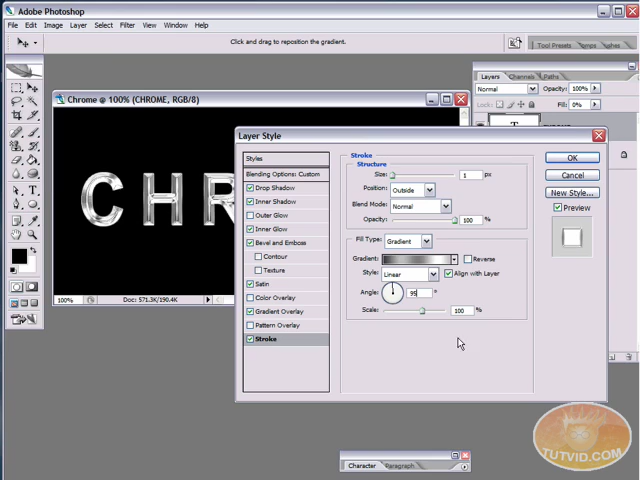 Adobe Photoshop
File Edit Image Layer Select Filter View Window Help
Click and drag to reposition the gradient.
Tool Presets
Layers Channels Paths
Normal Opacity: 100%
Lock: Fill: 0%
Chrome @ 100% (CHROME, RGB/8)
CHR
100% Doc: 571.3K/190.4K
Layer Style
Styles
Blending Options: Custom
Drop Shadow
Inner Shadow
Outer Glow
Inner Glow
Bevel and Emboss
Contour
Texture
Satin
Color Overlay
Gradient Overlay
Pattern Overlay
Stroke
Stroke
Structure
Size: 1 px
Position: Outside
Blend Mode: Normal
Opacity: 100 %
Fill Type: Gradient
Gradient: Reverse
Style: Linear Align with Layer
Angle: 95 °
Scale: 100 %
OK
Cancel
New Style...
Preview
Character Paragraph
TUTVID.COM